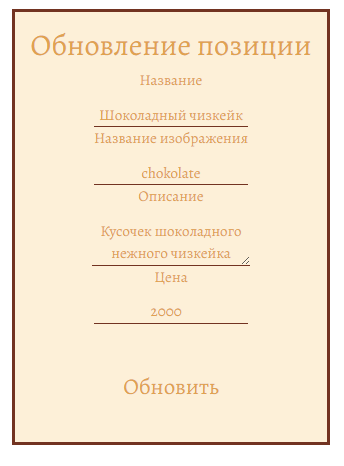 Обновление позиции
Название
Шоколадный чизкейк
Название изображения
chokolate
Описание
Кусочек шоколадного
нежного чизкейка
Цена
2000
Обновить